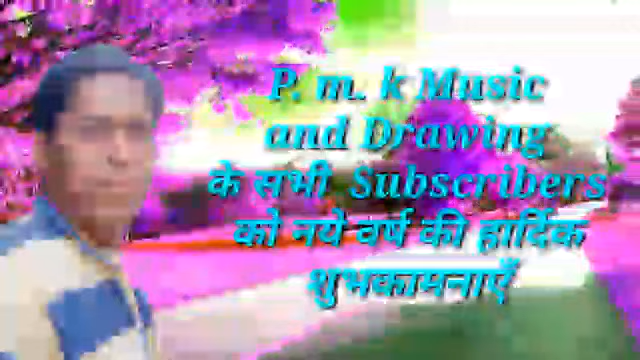 P. m. k Music
and Drawing
के सभी Subscribers
को नये वर्ष की हार्दिक
शुभकामनाएँ